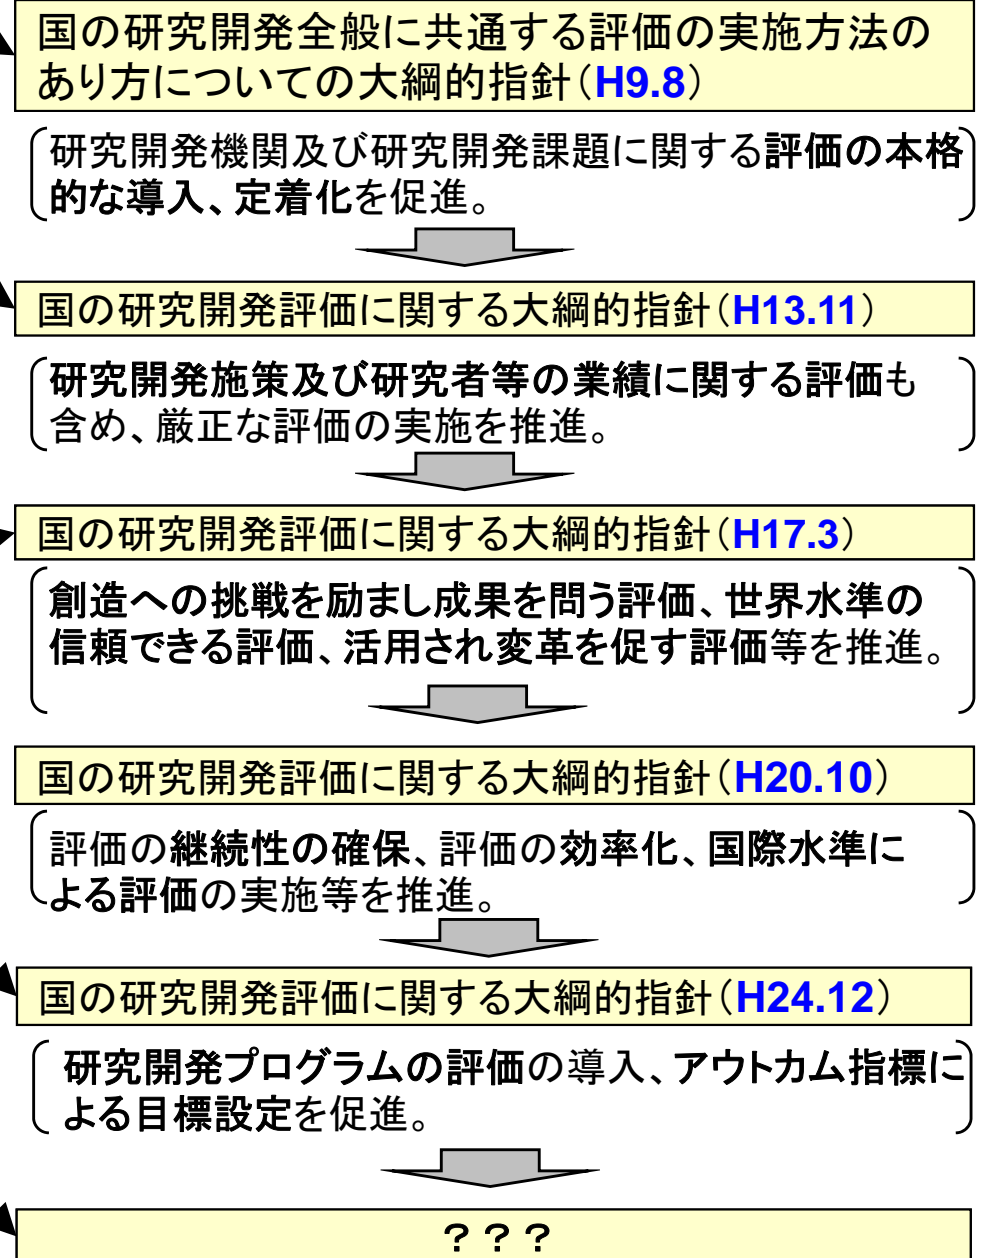 国の研究開発全般に共通する評価の実施方法の
あり方についての大綱的指針（H9.8）
研究開発機関及び研究開発課題に関する評価の本格
的な導入、定着化を促進。
国の研究開発評価に関する大綱的指針（H13.11）
研究開発施策及び研究者等の業績に関する評価も
含め、厳正な評価の実施を推進。
国の研究開発評価に関する大綱的指針（H17.3）
創造への挑戦を励まし成果を問う評価、世界水準の
信頼できる評価、活用され変革を促す評価等を推進。
国の研究開発評価に関する大綱的指針（H20.10）
評価の継続性の確保、評価の効率化、国際水準に
よる評価の実施等を推進。
国の研究開発評価に関する大綱的指針（H24.12）
研究開発プログラムの評価の導入、アウトカム指標に
よる目標設定を促進。
？？？